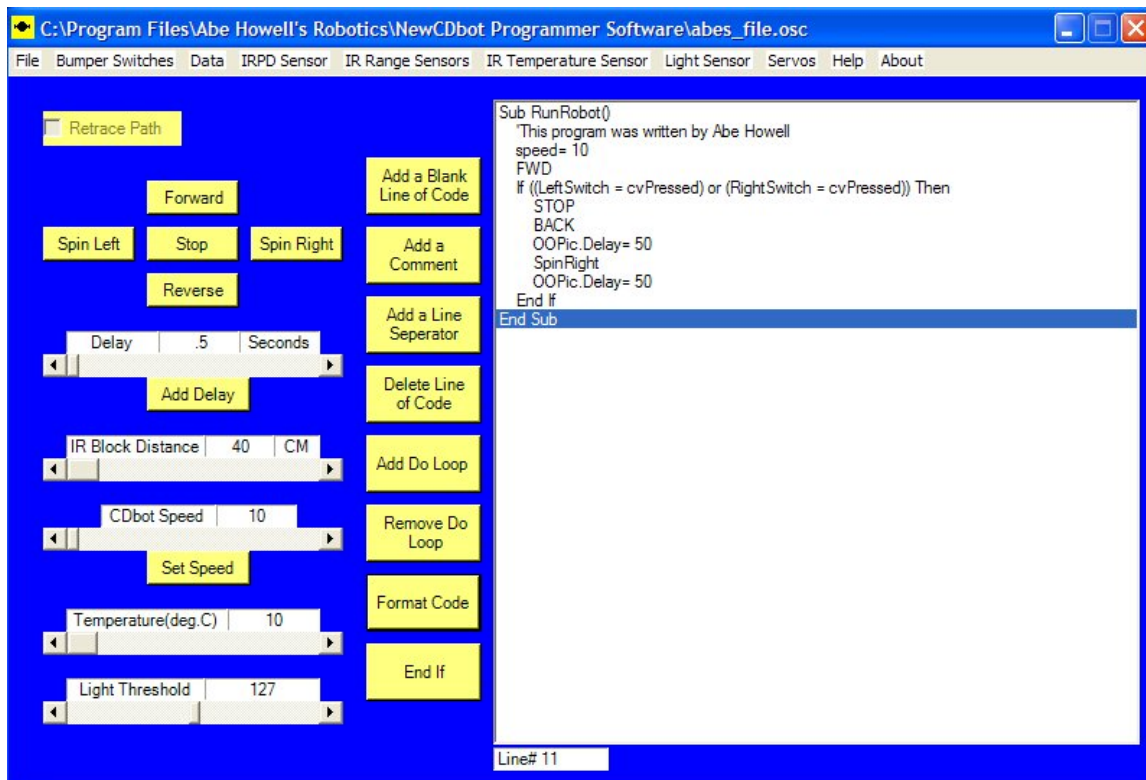 C:\Program Files\Abe Howell's Robotics\NewCDbot Programmer Software\abes_file.osc
File Bumper Switches Data IRPD Sensor IR Range Sensors IR Temperature Sensor Light Sensor Servos Help About
Retrace Path
Forward
Spin Left Stop Spin Right
Reverse
Delay .5 Seconds
Add Delay
IR Block Distance 40 CM
CDbot Speed 10
Set Speed
Temperature(deg.C) 10
Light Threshold 127
Add a Blank
Line of Code
Add a
Comment
Add a Line
Seperator
Delete Line
of Code
Add Do Loop
Remove Do
Loop
Format Code
End If
Sub RunRobot()
'This program was written by Abe Howell
speed= 10
FWD
If ((LeftSwitch = cvPressed) or (RightSwitch = cvPressed)) Then
STOP
BACK
OOPic.Delay= 50
SpinRight
OOPic.Delay= 50
End If
End Sub
Line# 11